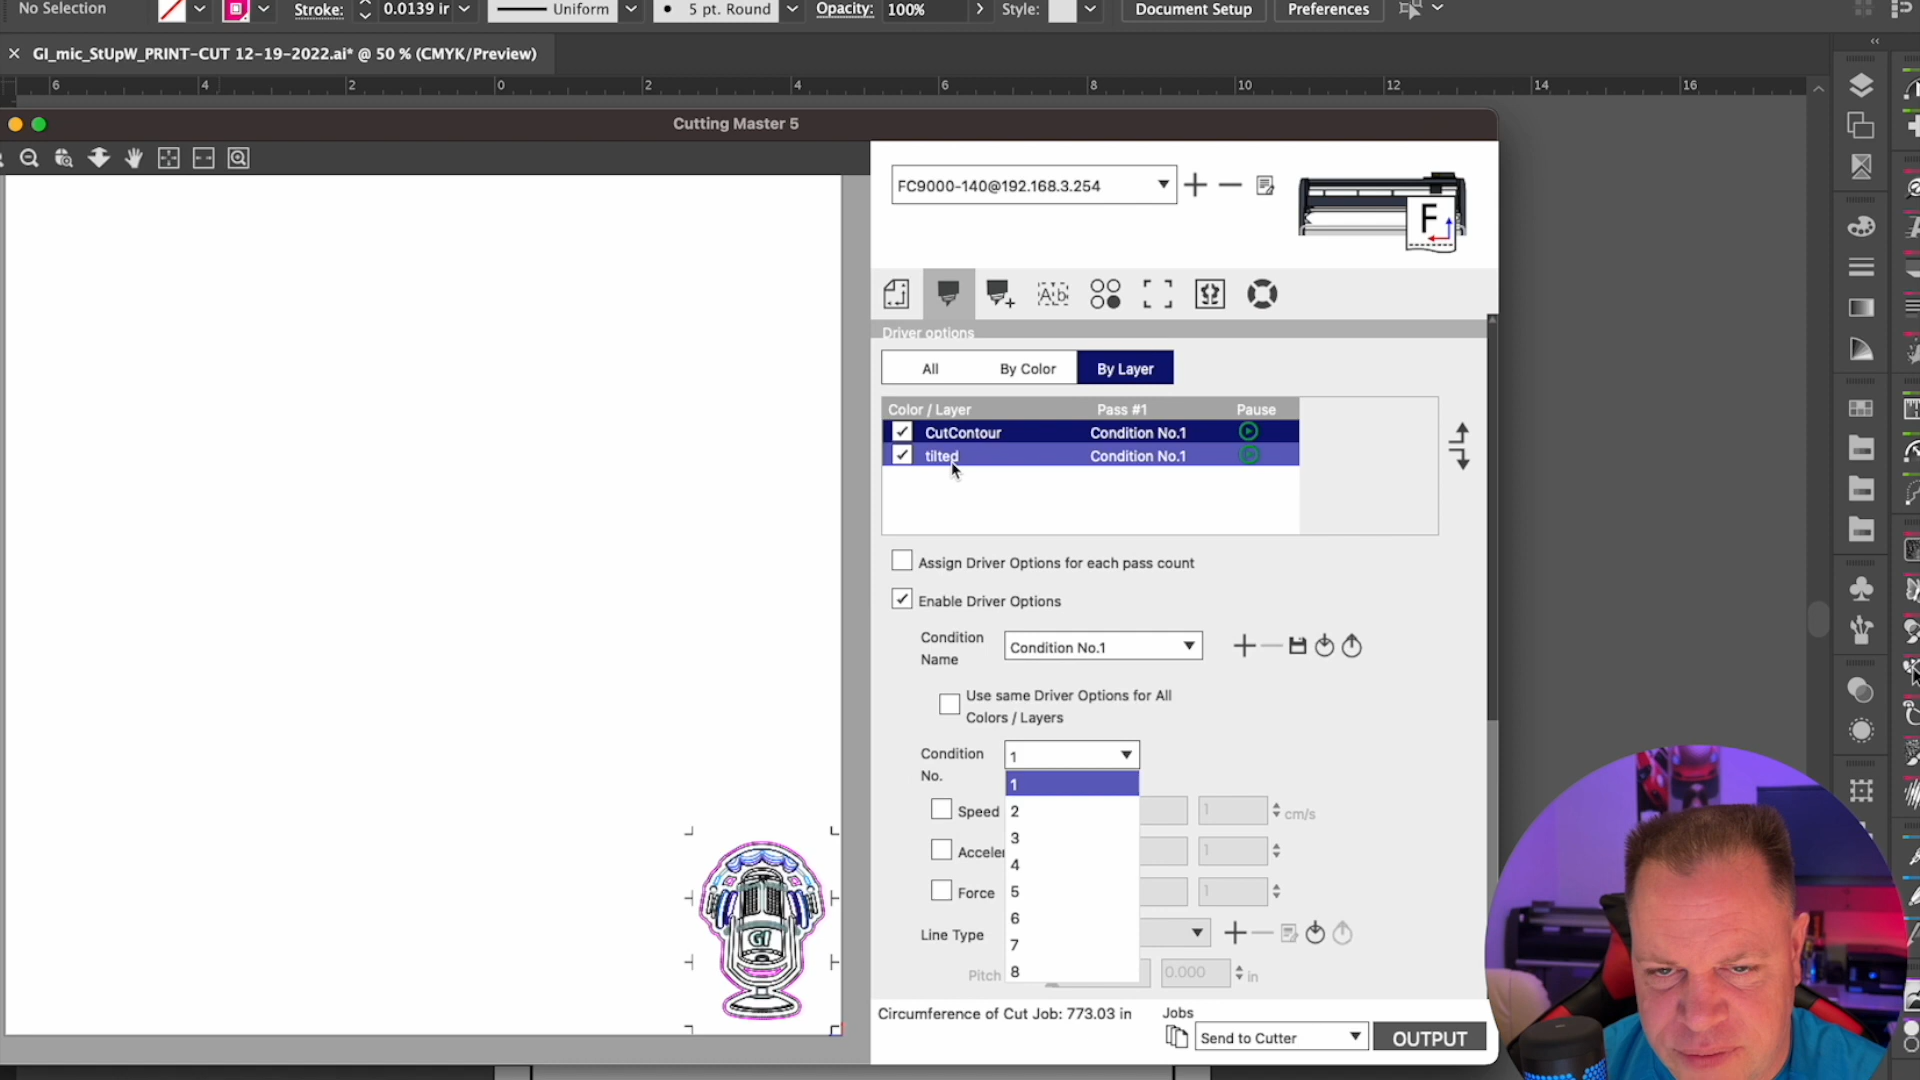 No Selection
Stroke:
0.0139 in
Uniform
5 pt. Round
Opacity:
100%
Style:
Document Setup
Preferences
GI_mic_StUpW_PRINT-CUT 12-19-2022.ai* @ 50 % (CMYK/Preview)
6 4 2 0 2 4 6 8 10 12 14 16
Cutting Master 5
FC9000-140@192.168.3.254
F
Ab
Driver options
All
By Color
By Layer
Color / Layer
Pass #1
Pause
CutContour
Condition No.1
tilted
Condition No.1
Assign Driver Options for each pass count
Enable Driver Options
Condition
Name
Condition No.1
Use same Driver Options for All
Colors / Layers
Condition
No.
1
1
2
3
4
5
6
7
8
Speed
1
cm/s
Acceler
1
Force
1
Line Type
Pitch
0.000
in
GI
Circumference of Cut Job: 773.03 in
Jobs
Send to Cutter
OUTPUT